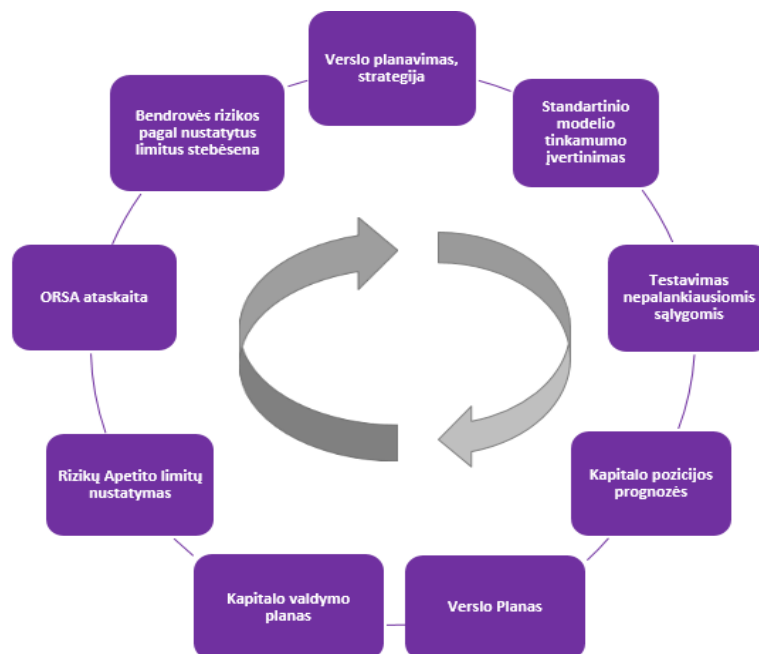 Verslo planavimas,
strategija
Standartinio
modelio
tinkamumo
įvertinimas
Testavimas
nepalankiausiomis
sąlygomis
Kapitalo pozicijos
prognozės
Verslo Planas
Kapitalo valdymo
planas
Rizikų Apetito limitų
nustatymas
ORSA ataskaita
Bendrovės rizikos
pagal nustatytus
limitus stebėsena